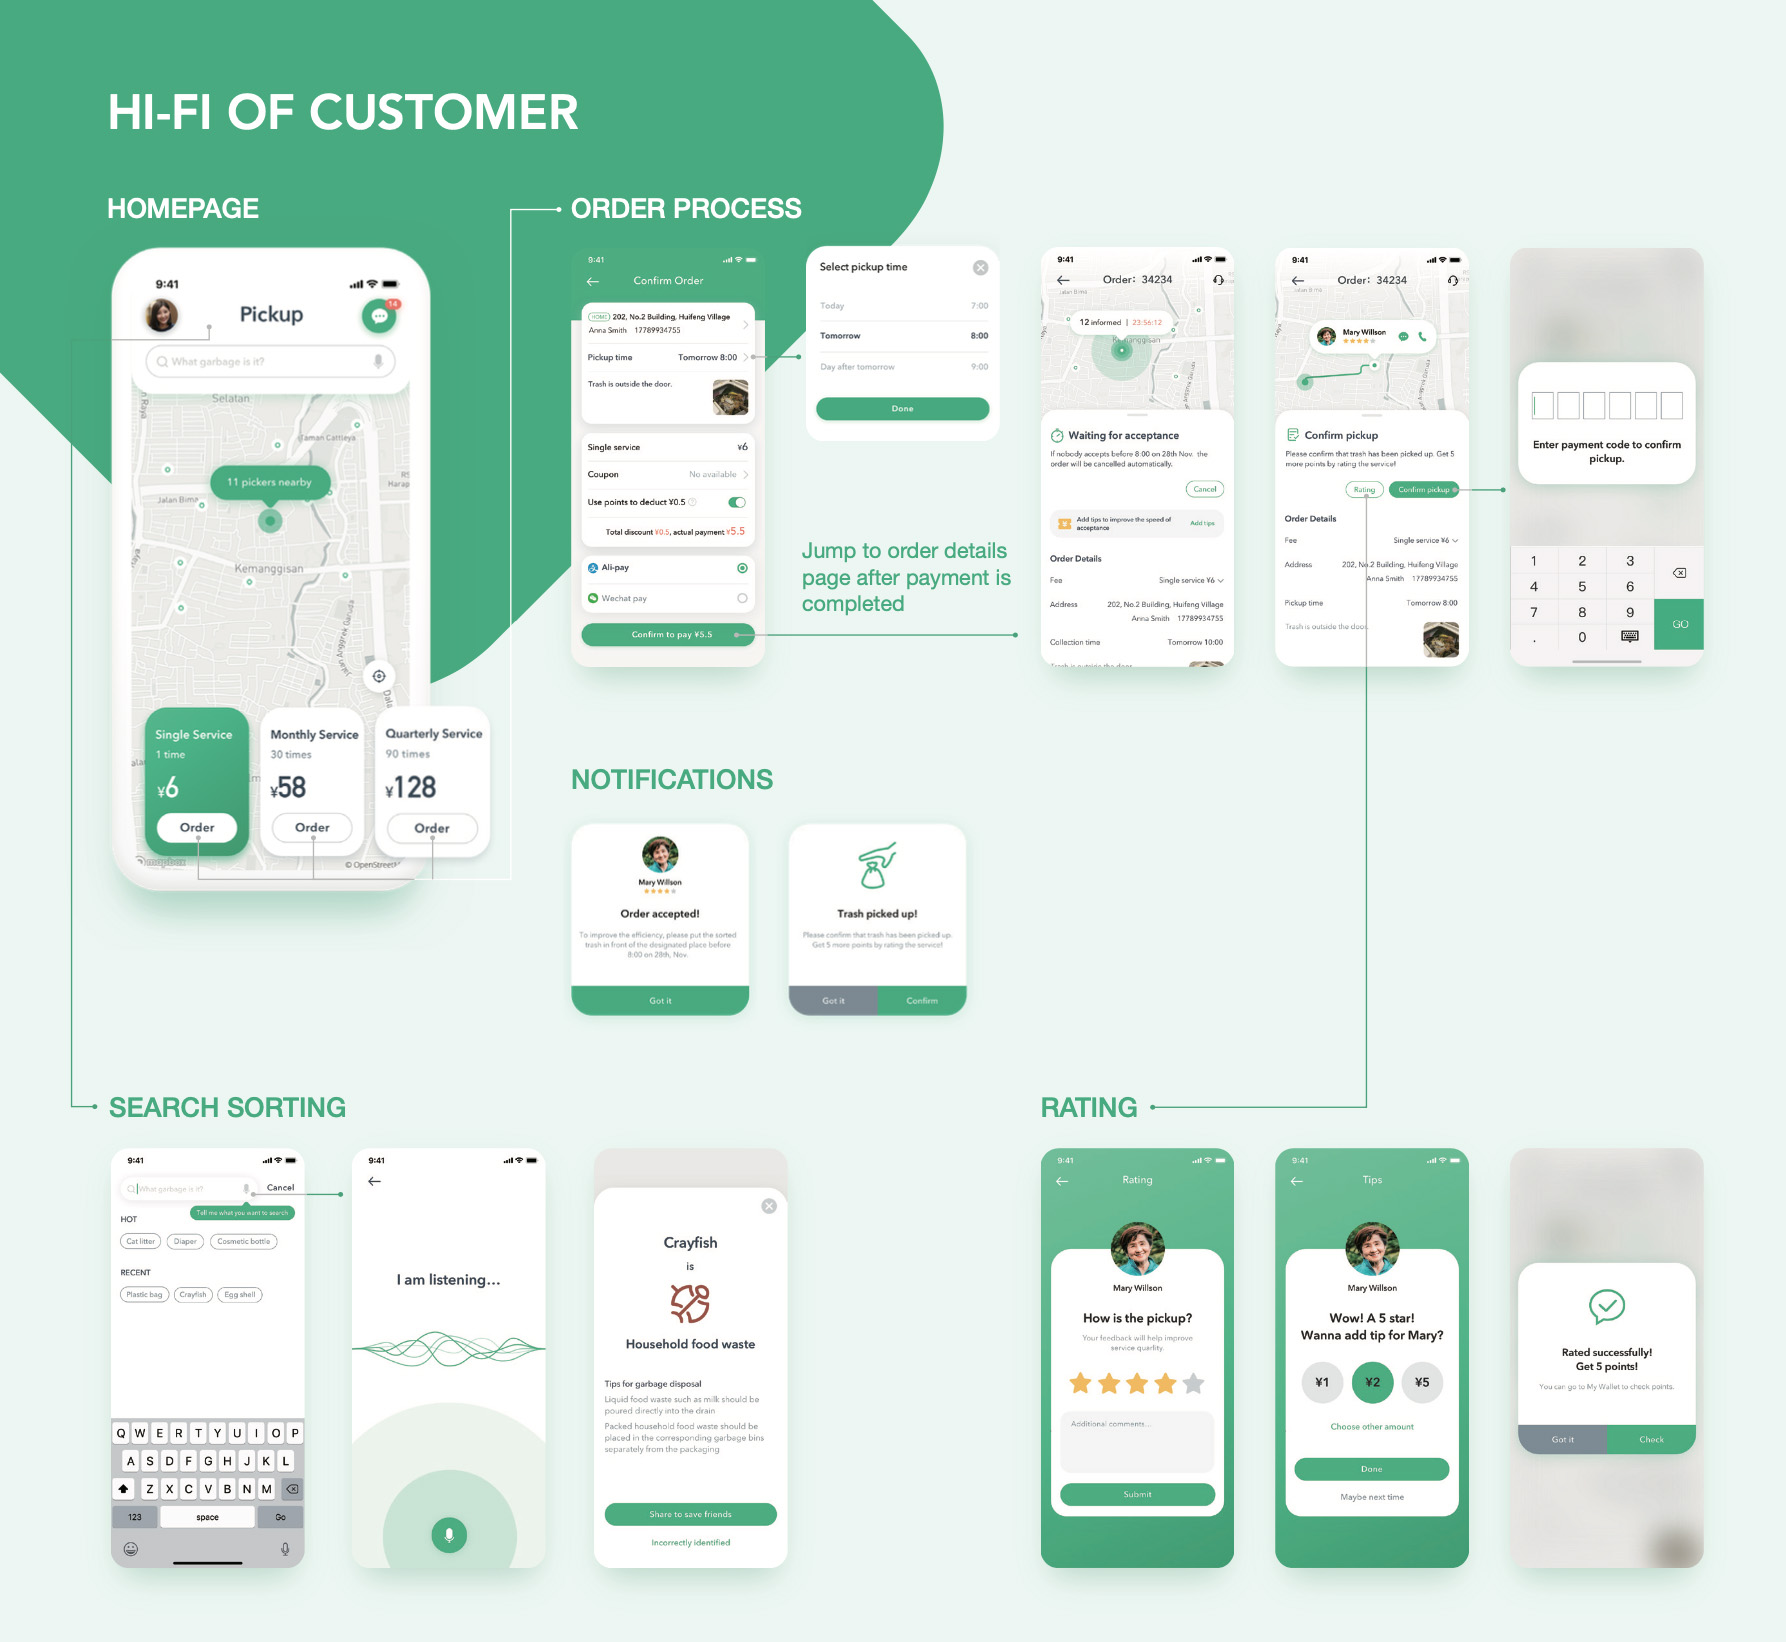 HI-FI OF CUSTOMER
HOMEPAGE
9:41
Pickup
14
What garbage is it?
Selatan
Taman Cattleya
11 pickers nearby
Jalan Bima
Kemanggisan
Jalan Anggrek Garuda
Single Service
1 time
¥6
Order
Monthly Service
30 times
¥58
Order
Quarterly Service
90 times
¥128
Order
mapbox
© OpenStreetM
ORDER PROCESS
9:41
Confirm Order
HOME 202, No.2 Building, Huifeng Village
Anna Smith 17789934755
Pickup time Tomorrow 8:00
Trash is outside the door.
Single service ¥6
Coupon No available
Use points to deduct ¥0.5
Total discount ¥0.5, actual payment ¥5.5
Ali-pay
Wechat pay
Confirm to pay ¥5.5
Select pickup time
Today 7:00
Tomorrow 8:00
Day after tomorrow 9:00
Done
Jump to order details
page after payment is
completed
9:41
Order: 34234
Jalan Bima
12 informed | 23:56:12
Kemanggisan
Waiting for acceptance
If nobody accepts before 8:00 on 28th Nov. the
order will be cancelled automatically.
Cancel
Add tips to improve the speed of
acceptance
Add tips
Order Details
Fee Single service ¥6
Address 202, No.2 Building, Huifeng Village
Anna Smith 17789934755
Collection time Tomorrow 10:00
Trash is outside the door.
9:41
Order: 34234
Jalan Bima
Mary Willson
Confirm pickup
Please confirm that trash has been picked up. Get 5
more points by rating the service!
Rating
Confirm pickup
Order Details
Fee Single service ¥6
Address 202, No.2 Building, Huifeng Village
Anna Smith 17789934755
Pickup time Tomorrow 8:00
Trash is outside the door.
Enter payment code to confirm
pickup.
1 2 3
4 5 6
7 8 9
. 0
GO
NOTIFICATIONS
Mary Willson
Order accepted!
To improve the efficiency, please put the sorted
trash in front of the designated place before
8:00 on 28th, Nov.
Got it
Trash picked up!
Please confirm that trash has been picked up.
Get 5 more points by rating the service!
Got it
Confirm
SEARCH SORTING
9:41
What garbage is it?
Cancel
Tell me what you want to search
HOT
Cat litter Diaper Cosmetic bottle
RECENT
Plastic bag Crayfish Egg shell
Q W E R T Y U I O P
A S D F G H J K L
Z X C V B N M
123 space Go
9:41
I am listening...
Crayfish
is
Household food waste
Tips for garbage disposal
Liquid food waste such as milk should be
poured directly into the drain
Packed household food waste should be
placed in the corresponding garbage bins
separately from the packaging
Share to save friends
Incorrectly identified
RATING
9:41
Rating
Mary Willson
How is the pickup?
Your feedback will help improve
service quarlity.
Additional comments...
Submit
9:41
Tips
Mary Willson
Wow! A 5 star!
Wanna add tip for Mary?
¥1 ¥2 ¥5
Choose other amount
Done
Maybe next time
Rated successfully!
Get 5 points!
You can go to My Wallet to check points.
Got it
Check